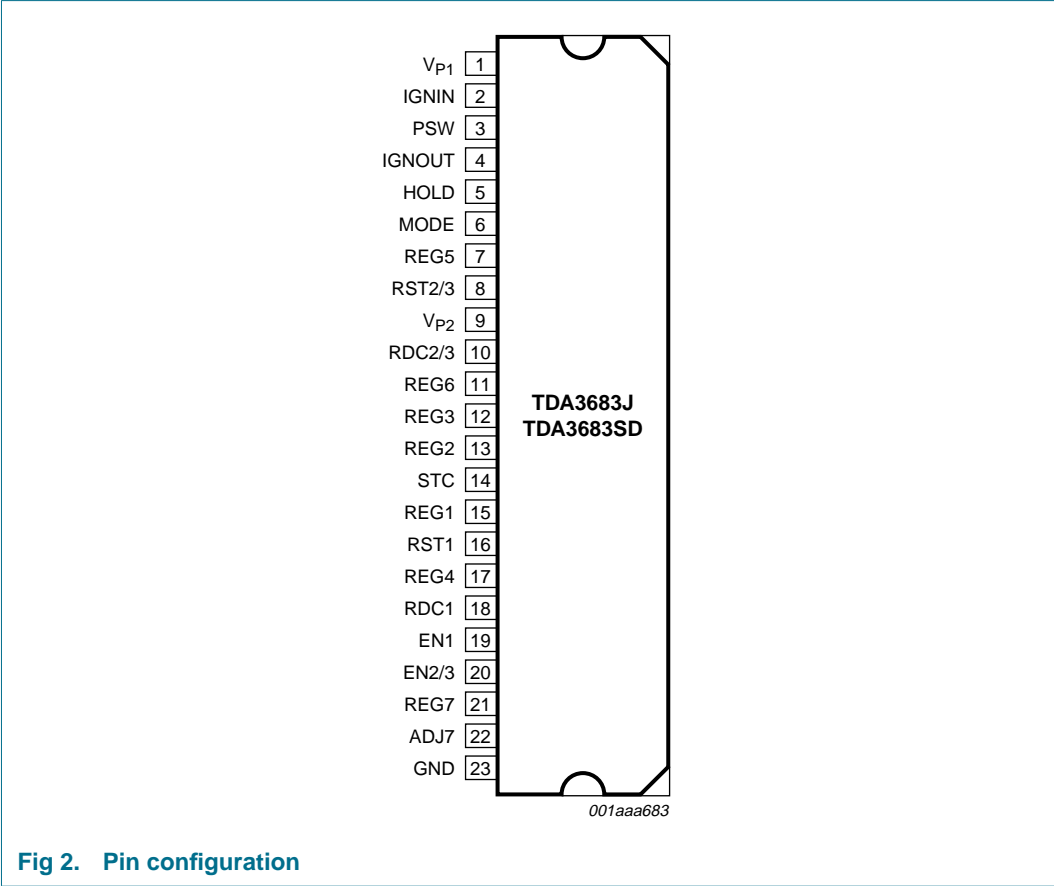 V_P1 1
IGNIN 2
PSW 3
IGNOUT 4
HOLD 5
MODE 6
REG5 7
RST2/3 8
V_P2 9
RDC2/3 10
REG6 11
REG3 12
REG2 13
STC 14
REG1 15
RST1 16
REG4 17
RDC1 18
EN1 19
EN2/3 20
REG7 21
ADJ7 22
GND 23
TDA3683J
TDA3683SD
001aaa683
Fig 2. Pin configuration